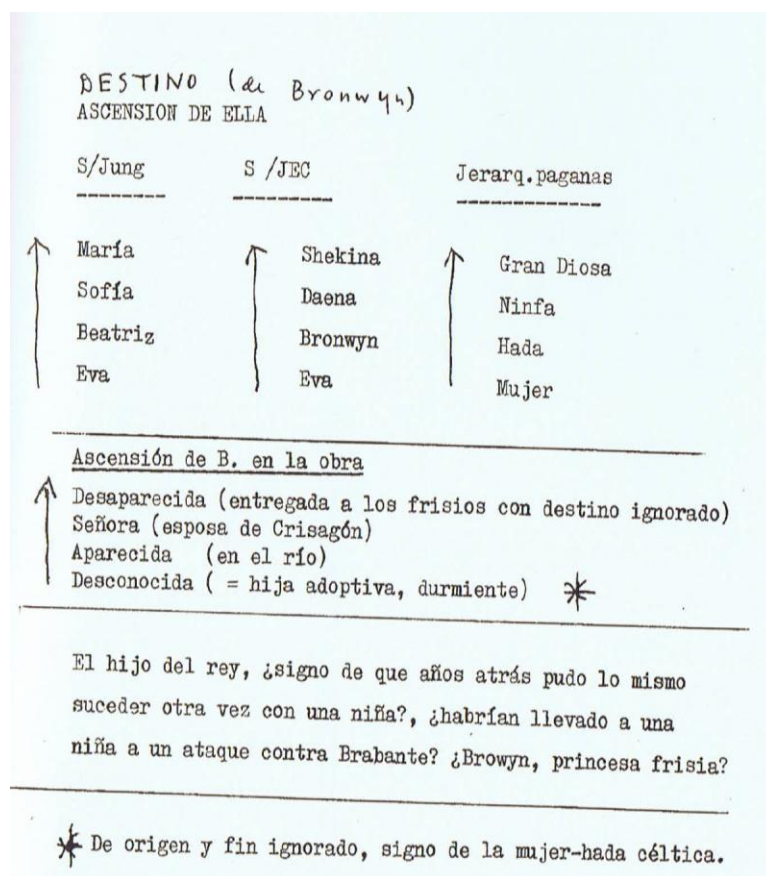 DESTINO (de Bronwyn)
ASCENSION DE ELLA
S/Jung S /JEC Jerarq.paganas
María Shekina Gran Diosa
Sofía Daena Ninfa
Beatriz Bronwyn Hada
Eva Eva Mujer
Ascensión de B. en la obra
Desaparecida (entregada a los frisios con destino ignorado)
Señora (esposa de Crisagón)
Aparecida (en el río)
Desconocida ( = hija adoptiva, durmiente) *
El hijo del rey, ¿signo de que años atrás pudo lo mismo
suceder otra vez con una niña?, ¿habrían llevado a una
niña a un ataque contra Brabante? ¿Browyn, princesa frisia?
* De origen y fin ignorado, signo de la mujer-hada céltica.